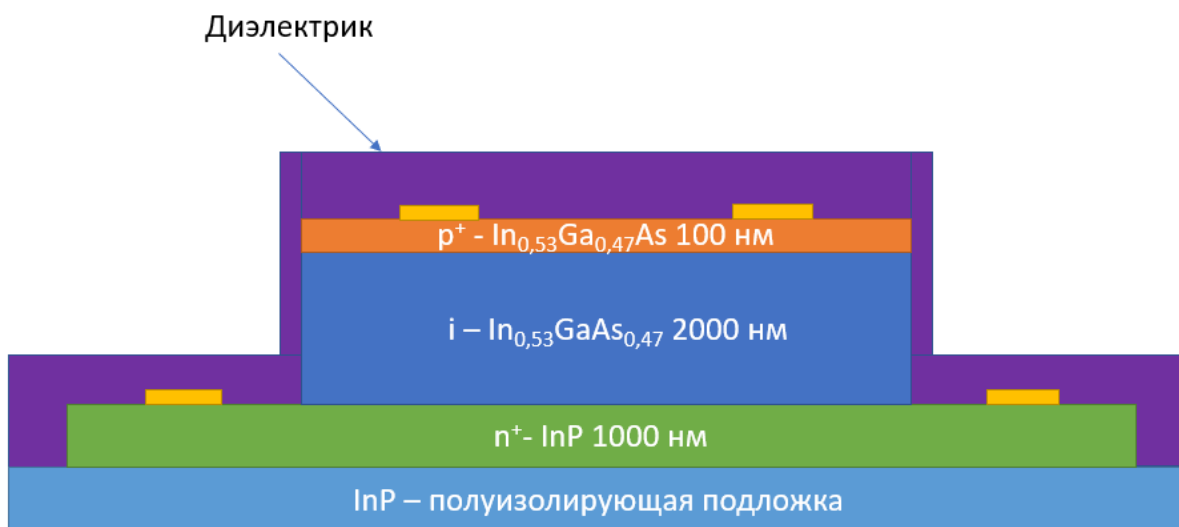 Диэлектрик
p⁺ - In₀,₅₃Ga₀,₄₇As 100 нм
i – In₀,₅₃GaAs₀,₄₇ 2000 нм
n⁺- InP 1000 нм
InP – полуизолирующая подложка